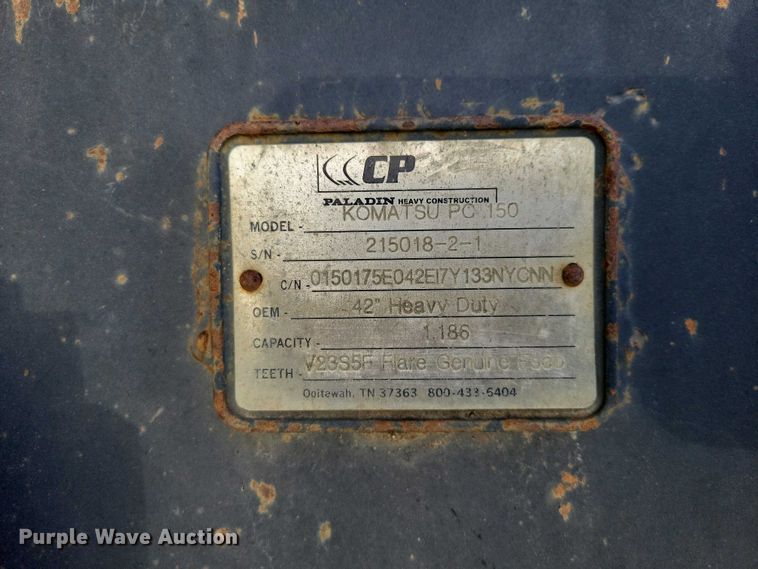 CP
PALADIN HEAVY CONSTRUCTION
MODEL - KOMATSU PC 150
S/N - 215018-2-1
C/N - 0150175E042EI7Y133NYCNN
OEM - 42" Heavy Duty
CAPACITY - 1.186
TEETH - V23S5F Flare Genuine
Ooltewah, TN 37363 800-433-5404
Purple Wave Auction®